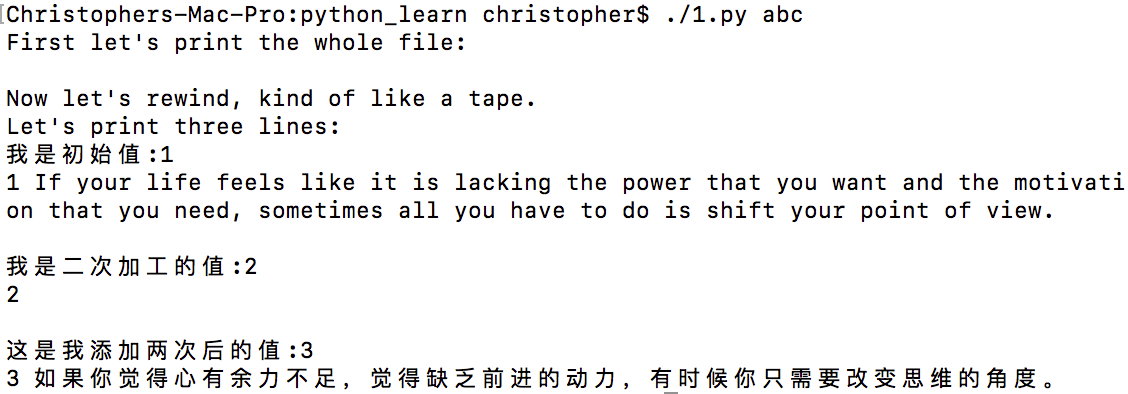 Christophers-Mac-Pro:python_learn christopher$ ./1.py abc
First let's print the whole file:
Now let's rewind, kind of like a tape.
Let's print three lines:
我是初始值:1
1 If your life feels like it is lacking the power that you want and the motivati
on that you need, sometimes all you have to do is shift your point of view.
我是二次加工的值:2
2
这是我添加两次后的值:3
3 如果你觉得心有余力不足，觉得缺乏前进的动力，有时候你只需要改变思维的角度。